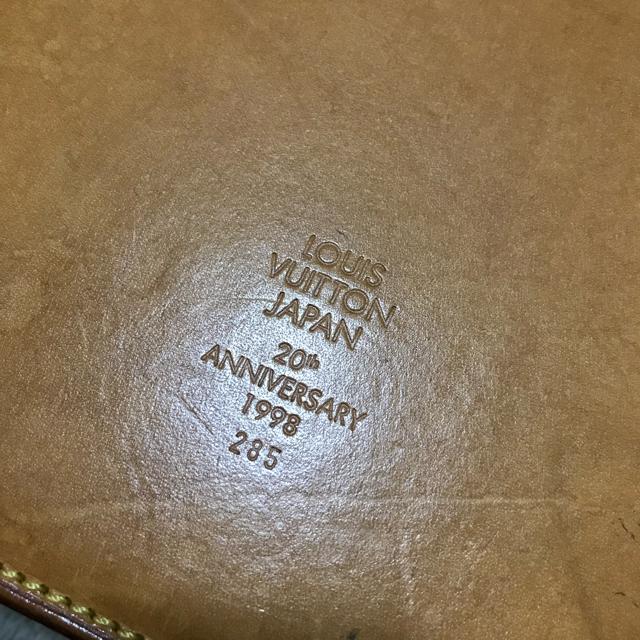 LOUIS
VUITTON
JAPAN
20th
ANNIVERSARY
1998
285